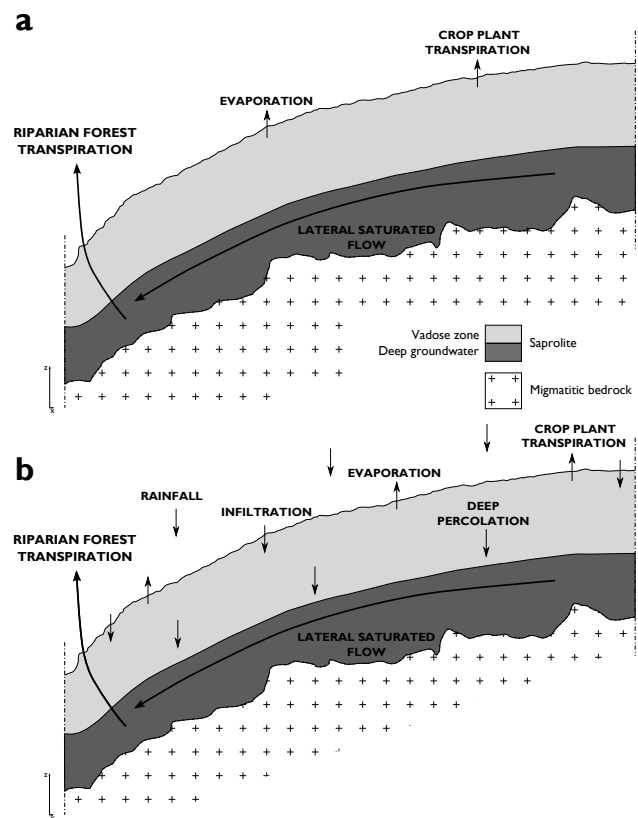 a
CROP PLANT
TRANSPIRATION
EVAPORATION
RIPARIAN FOREST
TRANSPIRATION
LATERAL SATURATED
FLOW
Vadose zone
Deep groundwater
Saprolite
Migmatitic bedrock
z
x
b
CROP PLANT
TRANSPIRATION
EVAPORATION
RAINFALL
INFILTRATION
DEEP
PERCOLATION
RIPARIAN FOREST
TRANSPIRATION
LATERAL SATURATED
FLOW
z